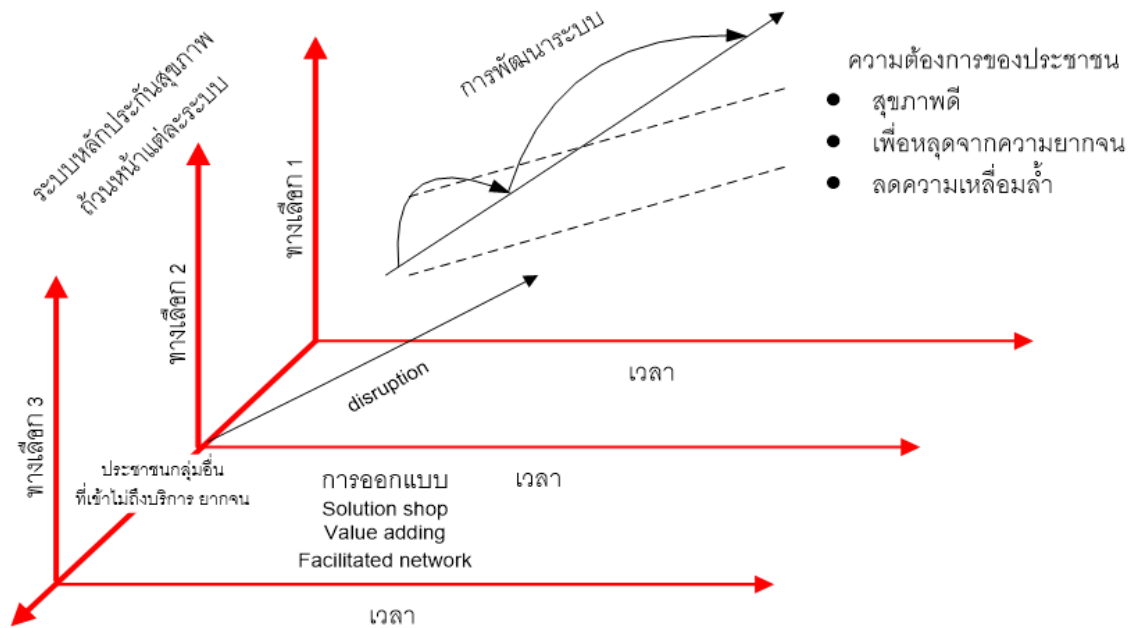 ระบบหลักประกันสุขภาพ
ถ้วนหน้าแต่ละระบบ
การพัฒนาระบบ
ความต้องการของประชาชน
● สุขภาพดี
● เพื่อหลุดจากความยากจน
● ลดความเหลื่อมล้ำ
ทางเลือก 1
ทางเลือก 2
ทางเลือก 3
เวลา
disruption
ประชาชนกลุ่มอื่น
ที่เข้าไม่ถึงบริการ ยากจน
การออกแบบ
Solution shop
Value adding
Facilitated network
เวลา
เวลา